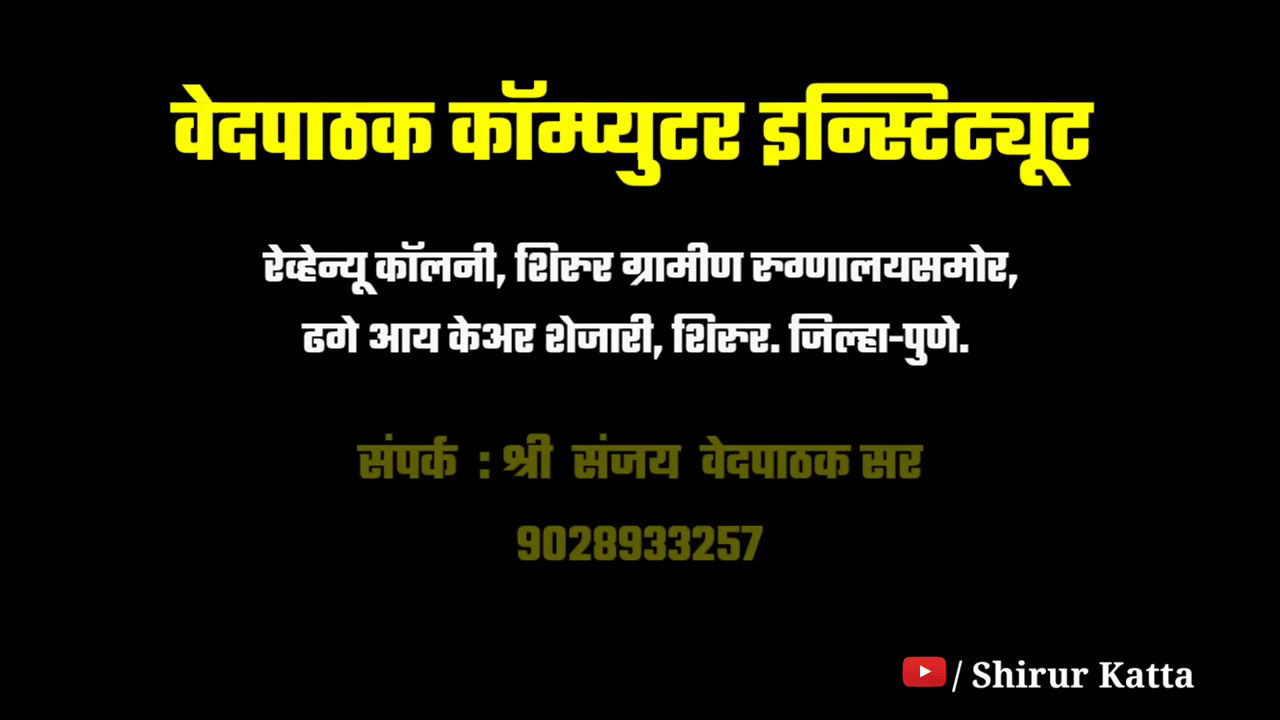 वेदपाठक कॉम्प्युटर इन्स्टिट्यूट
रेव्हेन्यू कॉलनी, शिरुर ग्रामीण रुग्णालयसमोर,
ढगे आय केअर शेजारी, शिरुर. जिल्हा-पुणे.
संपर्क : श्री संजय वेदपाठक सर
9028933257
/ Shirur Katta